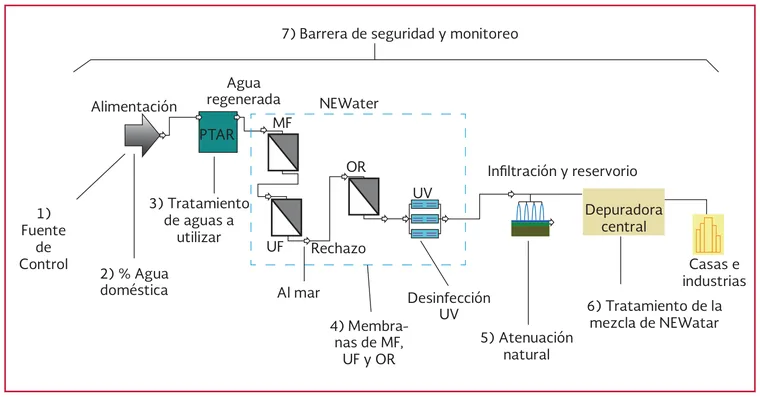 7) Barrera de seguridad y monitoreo
Alimentación
Agua
regenerada
NEWater
PTAR
MF
OR
UV
UF
Rechazo
Infiltración y reservorio
Depuradora
central
Casas e
industrias
1)
Fuente
de
Control
2) % Agua
doméstica
3) Tratamiento
de aguas a
utilizar
Al mar
4) Membra-
nas de MF,
UF y OR
Desinfección
UV
5) Atenuación
natural
6) Tratamiento de la
mezcla de NEWatar